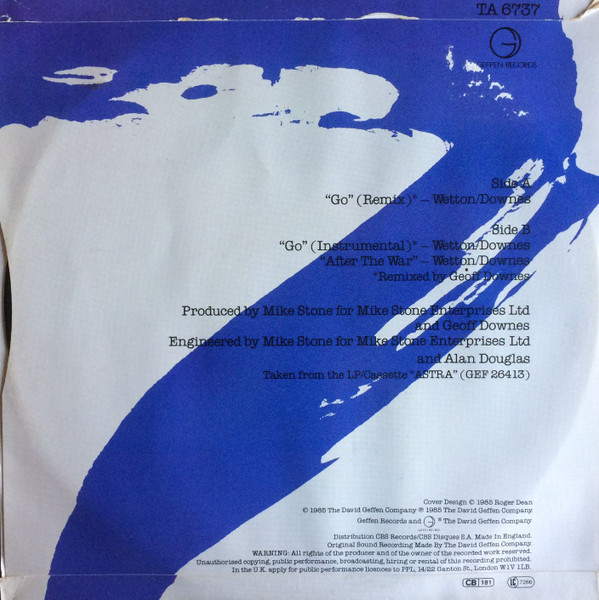 TA 6737
GEFFEN RECORDS
Side A
"Go" (Remix)* – Wetton/Downes
Side B
"Go" (Instrumental)* – Wetton/Downes
"After The War" – Wetton/Downes
*Remixed by Geoff Downes
Produced by Mike Stone for Mike Stone Enterprises Ltd
and Geoff Downes
Engineered by Mike Stone for Mike Stone Enterprises Ltd
and Alan Douglas
Taken from the LP/Cassette "ASTRA" (GEF 26413)
Cover Design © 1985 Roger Dean
© 1985 The David Geffen Company ℗ 1985 The David Geffen Company.
Geffen Records and ® The David Geffen Company
Distribution CBS Records/CBS Disques S.A. Made In England.
Original Sound Recording Made By The David Geffen Company
WARNING: All rights of the producer and of the owner of the recorded work reserved.
Unauthorised copying, public performance, broadcasting, hiring or rental of this recording prohibited.
In the U.K. apply for public performance licences to PPL, 14/22 Ganton St., London W1V 1LB.
CB 181 7266